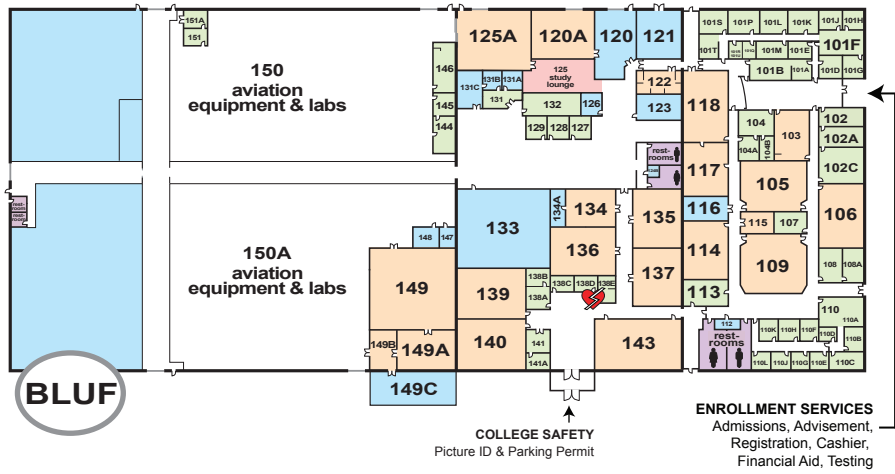 151A
151
150
aviation
equipment & labs
146
145
144
125A
120A
120
121
131C
131B
131A
131
125
study
lounge
132
126
129
128
127
122
123
118
101S
101P
101L
101K
101J
101H
101T
101M
101E
101F
101B
101A
101D
101G
104
104A
104B
103
102
102A
102C
rest-
rooms
117
105
116
115
107
106
114
109
108
108A
113
rest-
room
rest-
room
150A
aviation
equipment & labs
148
147
133
134A
134
135
136
137
149
139
138B
138A
138C
138D
138E
149B
149A
140
141
141A
143
149C
112
rest-
rooms
110
110A
110B
110C
110D
110K
110H
110F
110L
110J
110G
110E
BLUF
COLLEGE SAFETY
Picture ID & Parking Permit
ENROLLMENT SERVICES
Admissions, Advisement,
Registration, Cashier,
Financial Aid, Testing